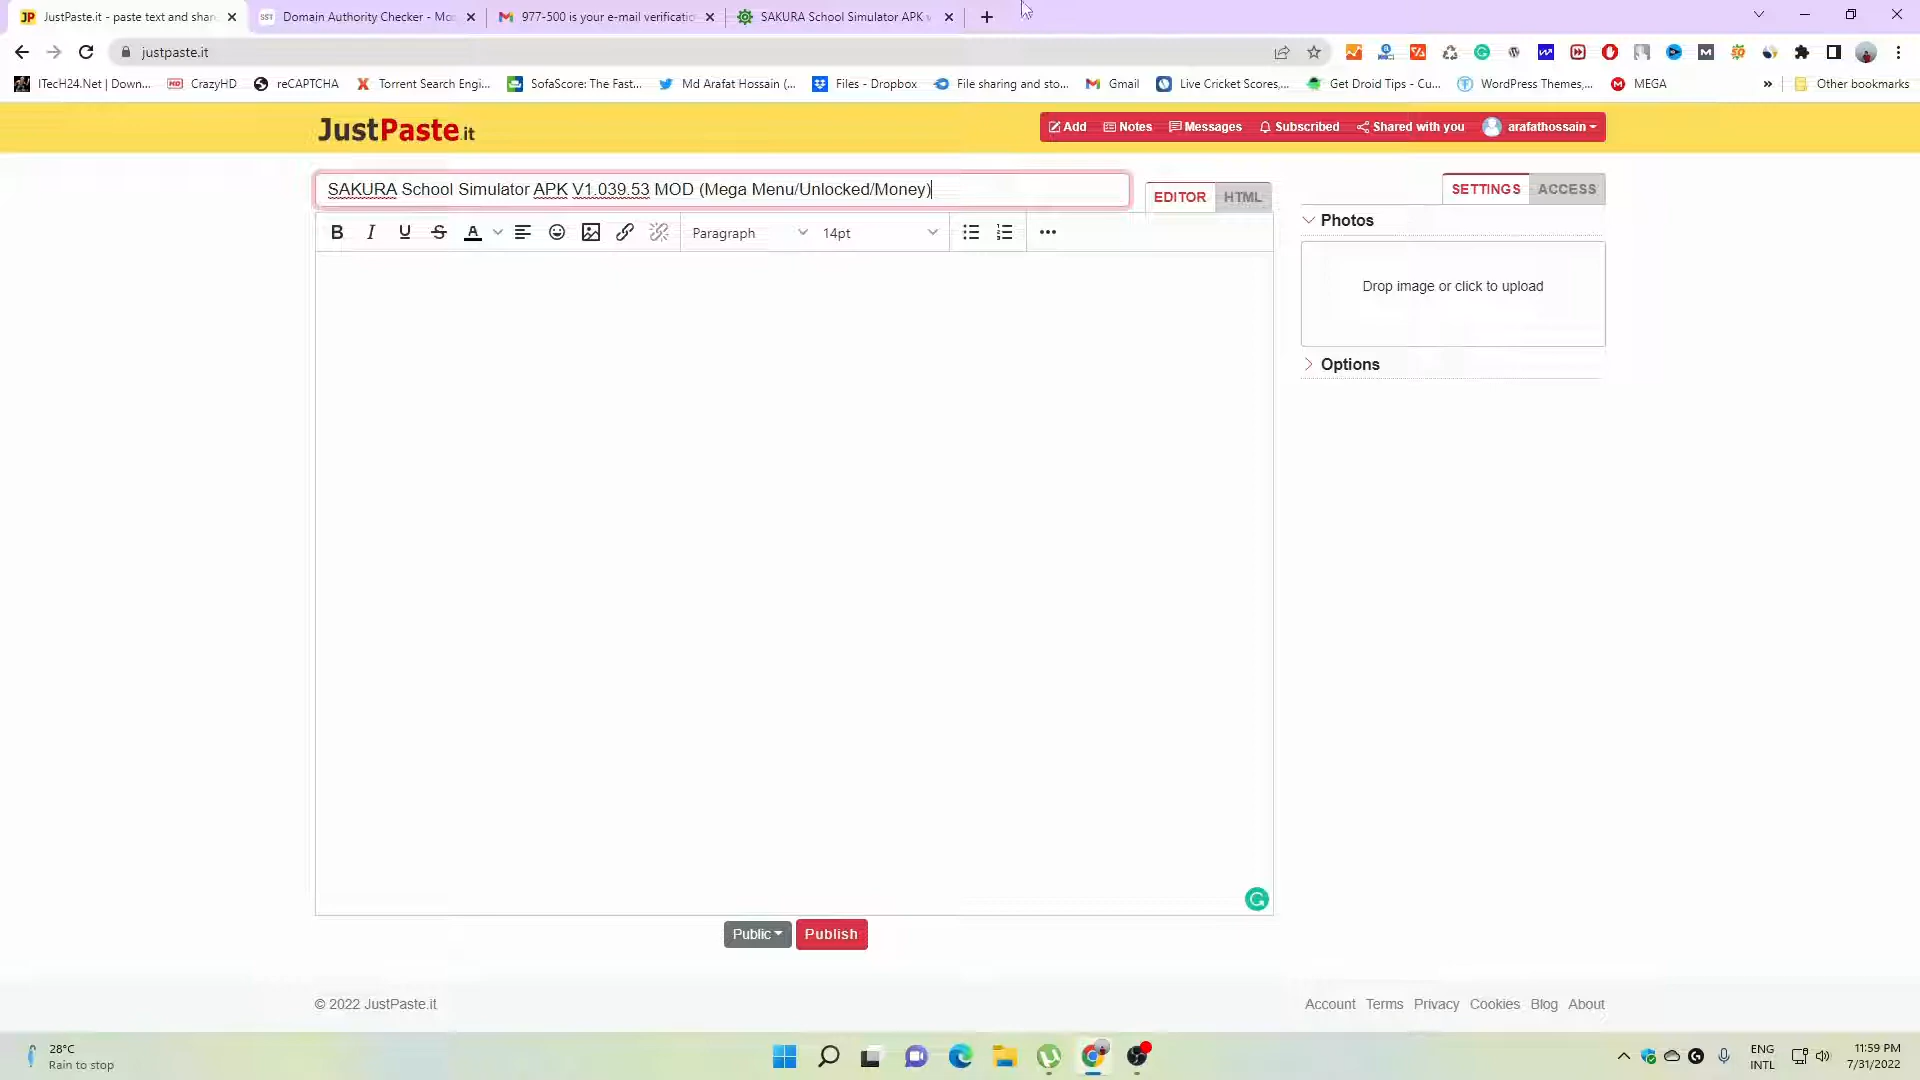 JustPaste.it - paste text and share
Domain Authority Checker - Mo
977-500 is your e-mail verificatio
SAKURA School Simulator APK v
justpaste.it
ITech24.Net | Down...
CrazyHD
reCAPTCHA
Torrent Search Engi...
SofaScore: The Fast...
Md Arafat Hossain (...
Files - Dropbox
File sharing and sto...
Gmail
Live Cricket Scores,...
Get Droid Tips - Cu...
WordPress Themes,...
MEGA
»
Other bookmarks
JustPaste.it
Add
Notes
Messages
Subscribed
Shared with you
arafathossain
SAKURA School Simulator APK V1.039.53 MOD (Mega Menu/Unlocked/Money)
EDITOR
HTML
SETTINGS
ACCESS
Photos
B I U S A
Paragraph
14pt
Drop image or click to upload
Options
Public
Publish
© 2022 JustPaste.it
Account Terms Privacy Cookies Blog About
28°C
Rain to stop
ENG
INTL
11:59 PM
7/31/2022